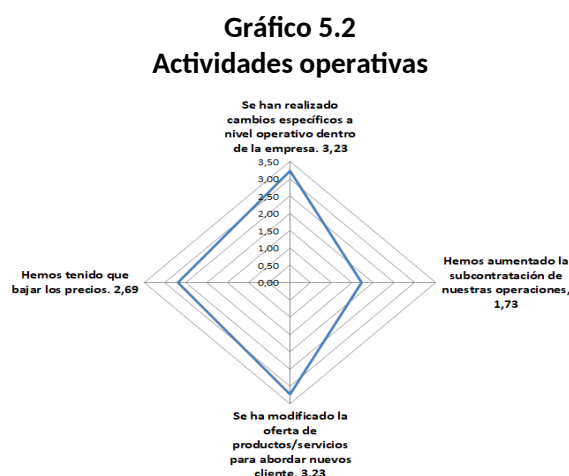 Gráfico 5.2
Actividades operativas
Se han realizado
cambios específicos a
nivel operativo dentro
de la empresa. 3,23
3,50
3,00
2,50
2,00
1,50
1,00
0,50
0,00
Hemos tenido que
bajar los precios. 2,69
Hemos aumentado la
subcontratación de
nuestras operaciones,
1,73
Se ha modificado la
oferta de
productos/servicios
para abordar nuevos
cliente. 3,23